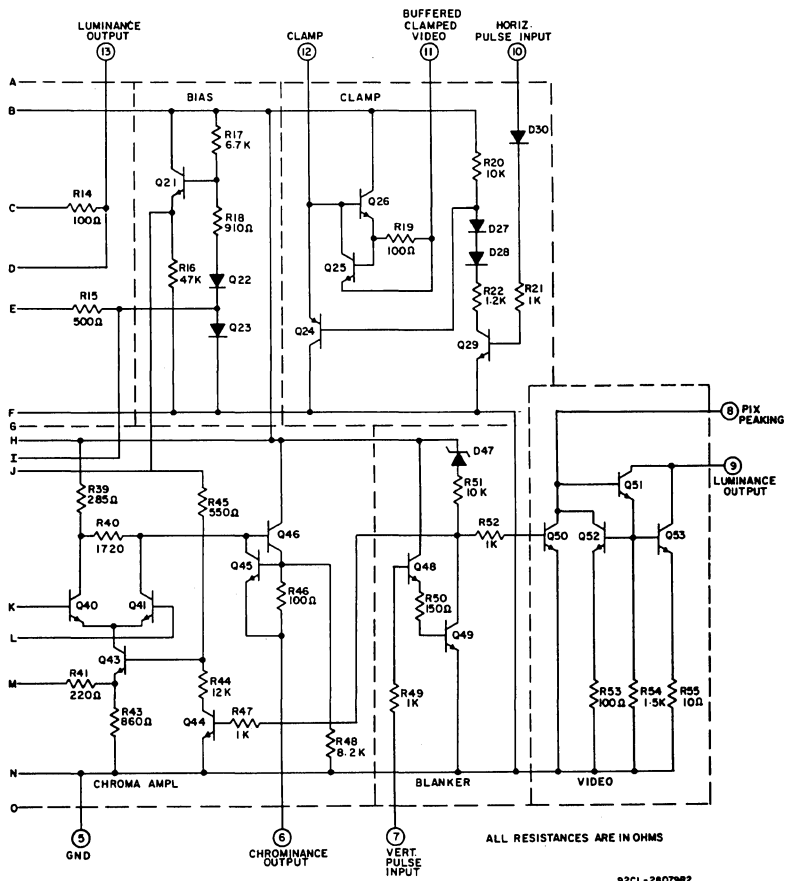 LUMINANCE
OUTPUT
13
CLAMP
12
BUFFERED
CLAMPED
VIDEO
11
HORIZ.
PULSE INPUT
10
A
BIAS
CLAMP
B
R17
6.7K
D30
R20
10K
Q21
Q26
C
R14
100Ω
R18
910Ω
R19
100Ω
D27
D28
D
R16
47K
Q22
Q25
R22
1.2K
R21
1K
E
R15
500Ω
Q23
Q24
Q29
F
G
H
I
J
8 PIX
PEAKING
D47
9
LUMINANCE
OUTPUT
R39
285Ω
R45
550Ω
R51
10K
Q51
R40
1720
Q46
R52
1K
Q50
Q52
Q53
Q45
Q48
K
Q40
Q41
R46
100Ω
R50
150Ω
Q49
L
Q43
M
R41
220Ω
R44
12K
R49
1K
R53
100Ω
R54
1.5K
R55
10Ω
R43
860Ω
Q44
R47
1K
R48
8.2K
N
CHROMA AMPL
BLANKER
VIDEO
O
5
GND
6
CHROMINANCE
OUTPUT
7
VERT.
PULSE
INPUT
ALL RESISTANCES ARE IN OHMS
92CL-28079R2